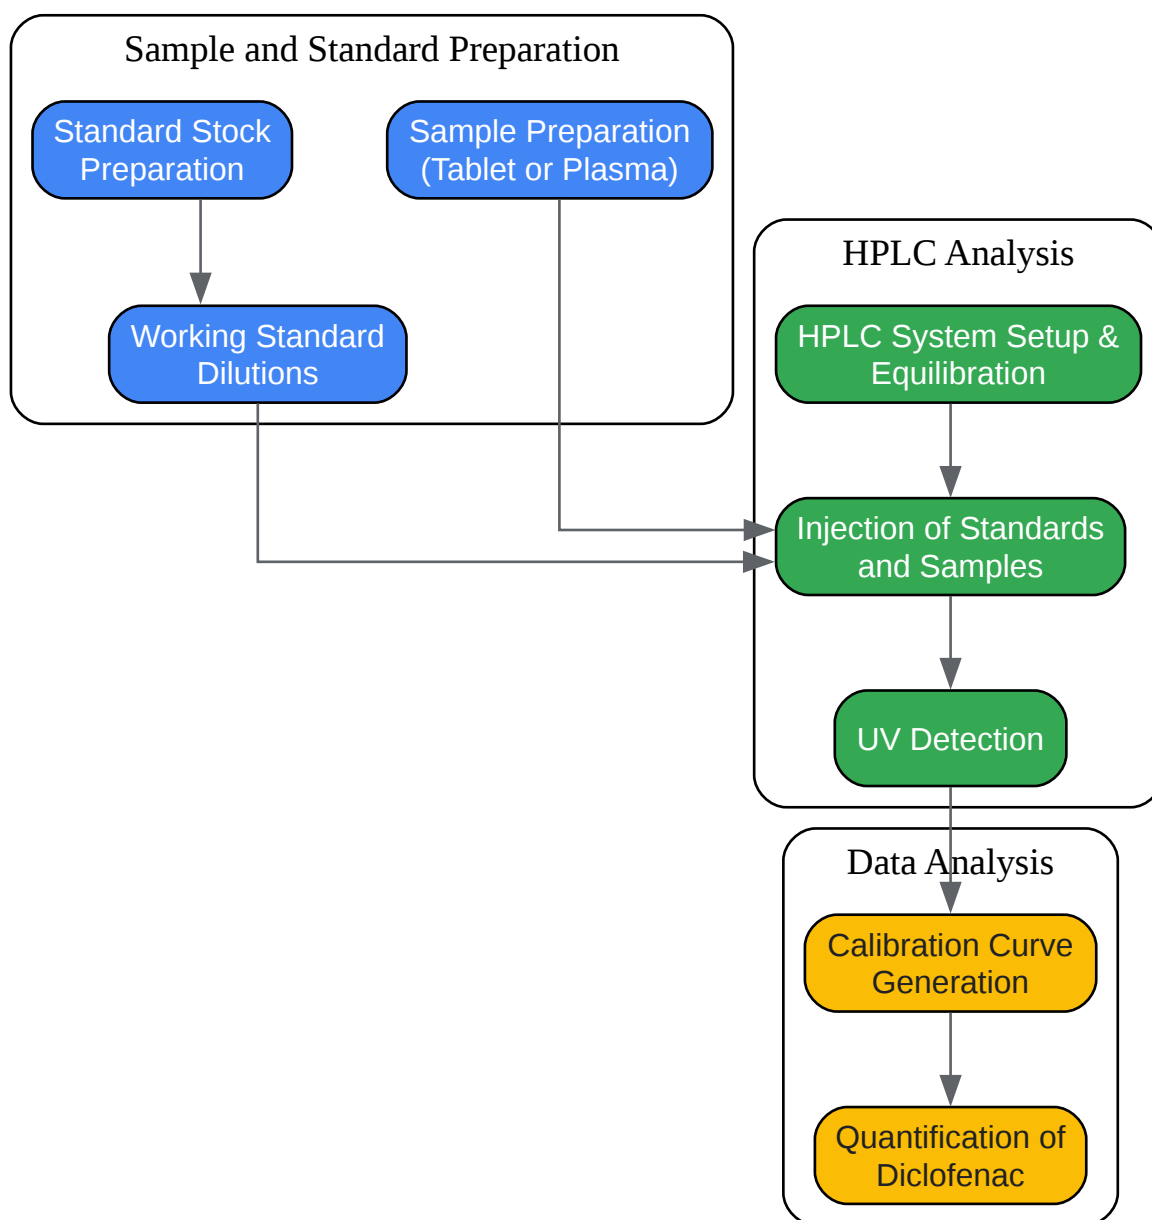 Sample and Standard Preparation
Standard Stock
Preparation
Sample Preparation
(Tablet or Plasma)
Working Standard
Dilutions
HPLC Analysis
HPLC System Setup &
Equilibration
Injection of Standards
and Samples
UV Detection
Data Analysis
Calibration Curve
Generation
Quantification of
Diclofenac